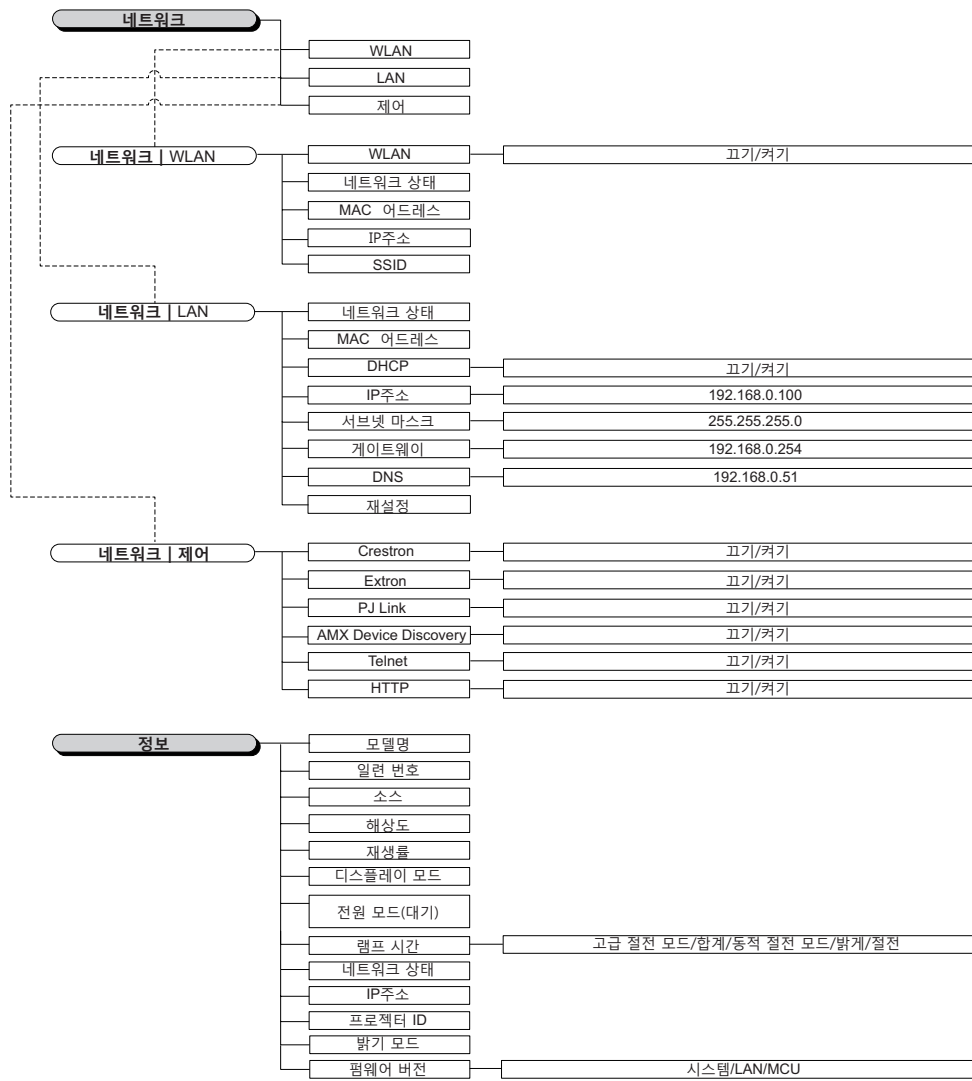 네트워크
WLAN
LAN
제어
네트워크 | WLAN
WLAN
끄기/켜기
네트워크 상태
MAC 어드레스
IP주소
SSID
네트워크 | LAN
네트워크 상태
MAC 어드레스
DHCP
끄기/켜기
IP주소
192.168.0.100
서브넷 마스크
255.255.255.0
게이트웨이
192.168.0.254
DNS
192.168.0.51
재설정
네트워크 | 제어
Crestron
끄기/켜기
Extron
끄기/켜기
PJ Link
끄기/켜기
AMX Device Discovery
끄기/켜기
Telnet
끄기/켜기
HTTP
끄기/켜기
정보
모델명
일련 번호
소스
해상도
재생률
디스플레이 모드
전원 모드(대기)
램프 시간
고급 절전 모드/합계/동적 절전 모드/밝게/절전
네트워크 상태
IP주소
프로젝터 ID
밝기 모드
펌웨어 버전
시스템/LAN/MCU